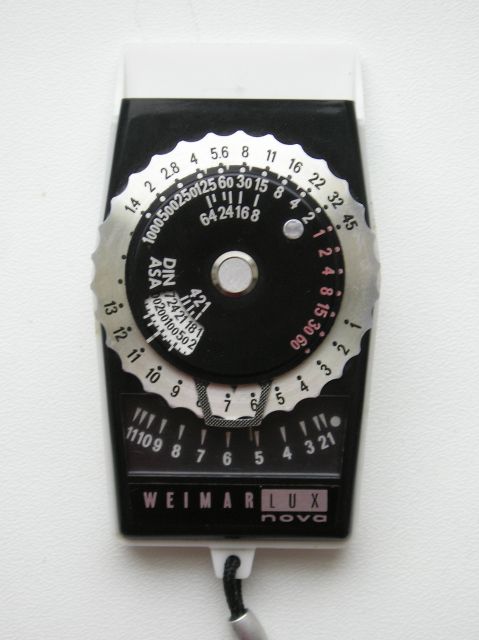 1.4 2 2.8 4 5.6 8 11 16 22 32 45
1000 500 250 125 60 30 15 8 4 2 1 2 4 8 15 30 60
64 24 16 8
DIN
ASA
421
13 12 11 10 9 7 6 5 4 3 2 1
11 10 9 8 7 6 5 4 3 2 1
WEIMAR LUX
nova